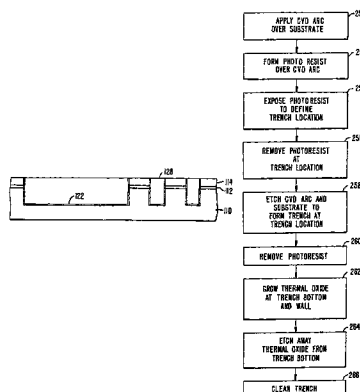 APPLY CVD ARC
OVER SUBSTRATE
FORM PHOTO RESIST
OVER CVD ARC
EXPOSE PHOTORESIST
TO DEFINE
TRENCH LOCATION
REMOVE PHOTORESIST
AT
TRENCH LOCATION
258
ETCH CVD ARC AND
SUBSTRATE TO
FORM TRENCH AT
TRENCH LOCATION
260
REMOVE PHOTORESIST
262
GROW THERMAL OXIDE
AT TRENCH BOTTOM
AND WALL
264
ETCH AWAY
THERMAL OXIDE FROM
TRENCH BOTTOM
266
CLEAN TRENCH
128
114
112
122
110